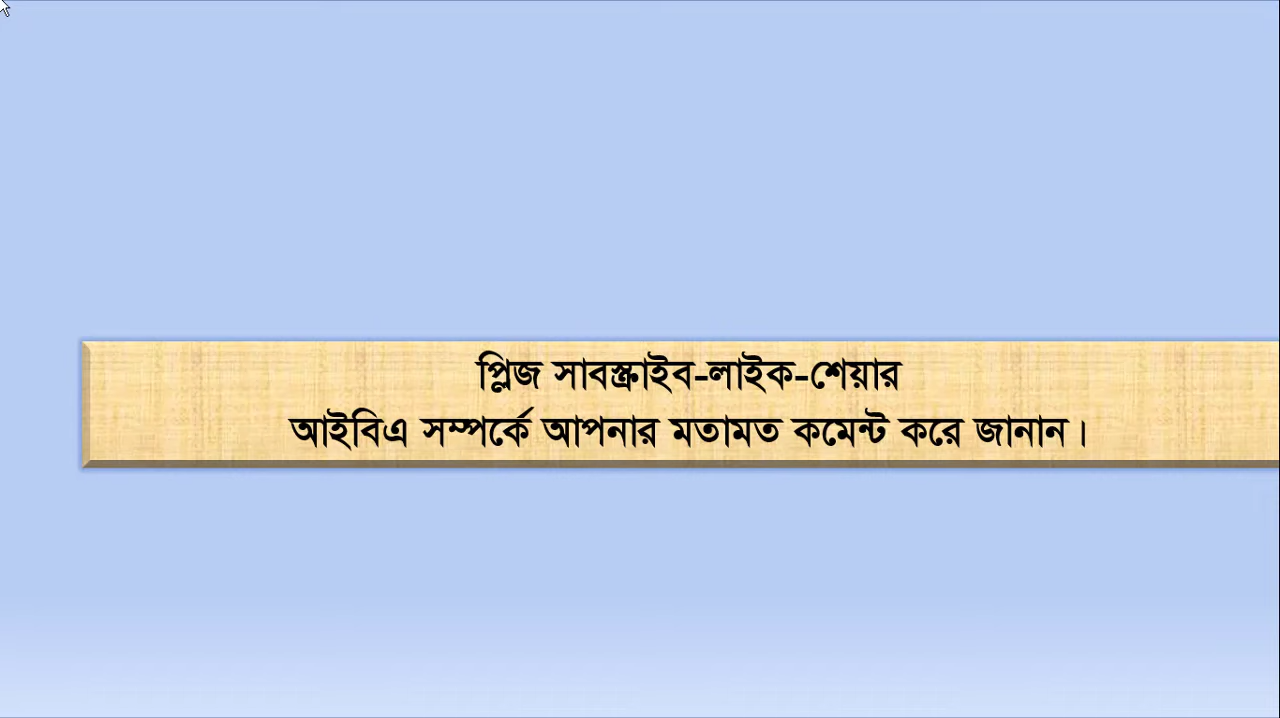 প্লিজ সাবস্ক্রাইব-লাইক-শেয়ার
আইবিএ সম্পর্কে আপনার মতামত কমেন্ট করে জানান।